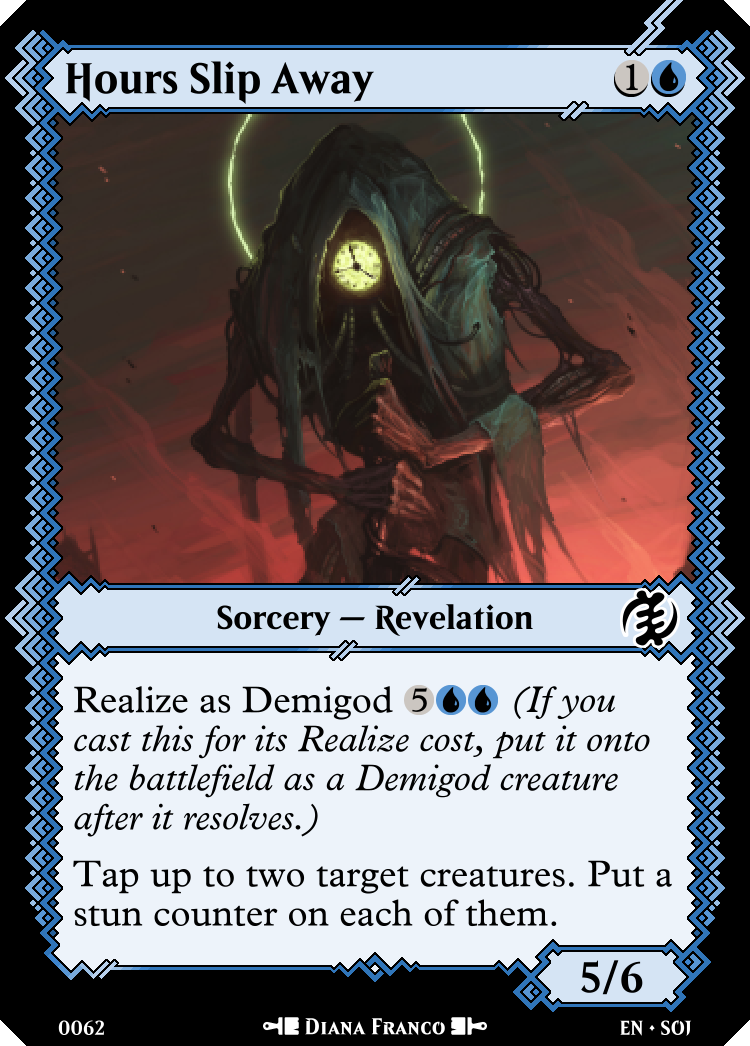 Hours Slip Away 1
Sorcery — Revelation
Realize as Demigod 5 (If you
cast this for its Realize cost, put it onto
the battlefield as a Demigod creature
after it resolves.)
Tap up to two target creatures. Put a
stun counter on each of them.
5/6
0062 Diana Franco EN • SOI